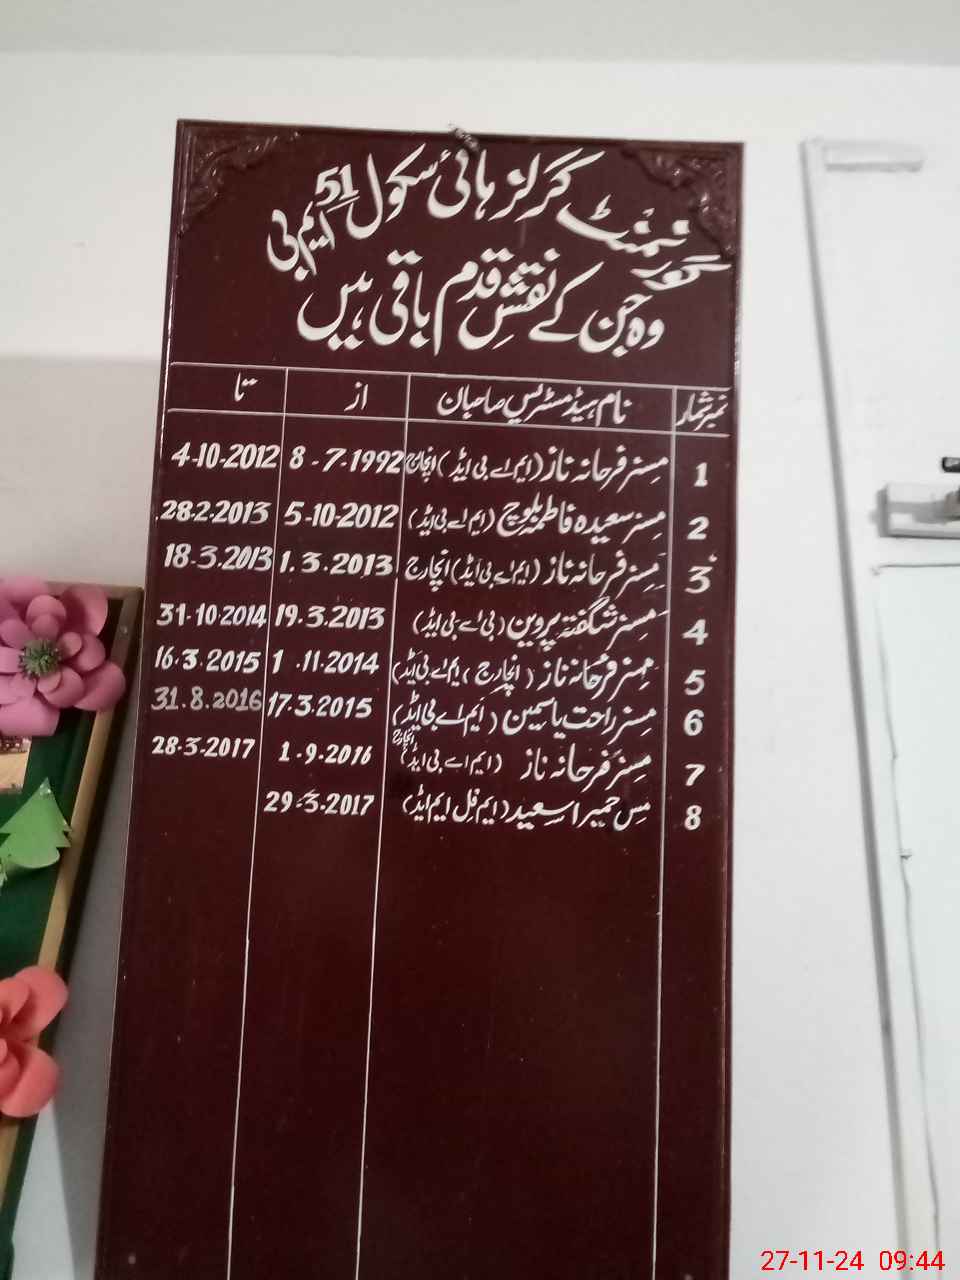 گورنمنٹ گرلز ہائی سکول 51 ایم بی
وہ جن کے نقشِ قدم باقی ہیں
نمبر شمار نام ہیڈ مسٹریس صاحبان از تا
1 مسز فرحانہ ناز (ایم اے بی ایڈ) انچارج 8-7-1992 4-10-2012
2 مسز سعیدہ فاطمہ بلوچ (ایم اے بی ایڈ) 5-10-2012 28-2-2013
3 مسز فرحانہ ناز (ایم اے بی ایڈ) انچارج 1.3.2013 18-3-2013
4 مسز شگفتہ پروین (بی اے بی ایڈ) 19.3.2013 31-10-2014
5 مسز فرحانہ ناز (انچارج، ایم اے بی ایڈ) 1.11.2014 16.3.2015
6 مسز راحت یاسمین (ایم اے بی ایڈ) 17.3.2015 31.8.2016
7 مسز فرحانہ ناز (ایم اے بی ایڈ) انچارج 1-9-2016 28-3-2017
8 مس حمیرا سعید (ایم فل ایم ایڈ) 29-3-2017
27-11-24 09:44